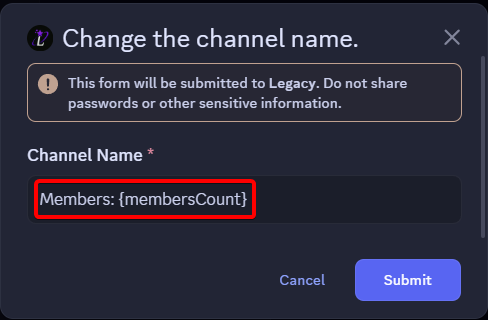 Change the channel name.
This form will be submitted to Legacy. Do not share
passwords or other sensitive information.
Channel Name *
Members: {membersCount}
Cancel
Submit